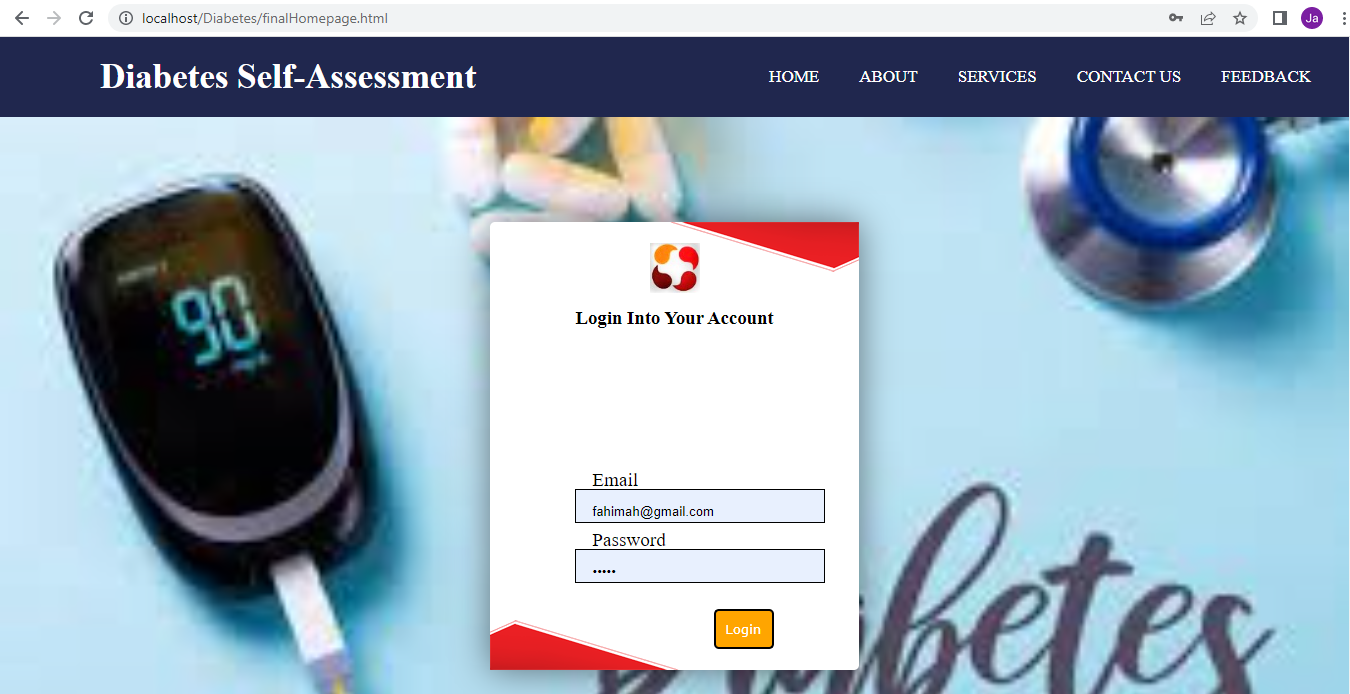 localhost/Diabetes/finalHomepage.html
Ja
Diabetes Self-Assessment
HOME ABOUT SERVICES CONTACT US FEEDBACK
90
Login Into Your Account
Email
fahimah@gmail.com
Password
•••••
Login